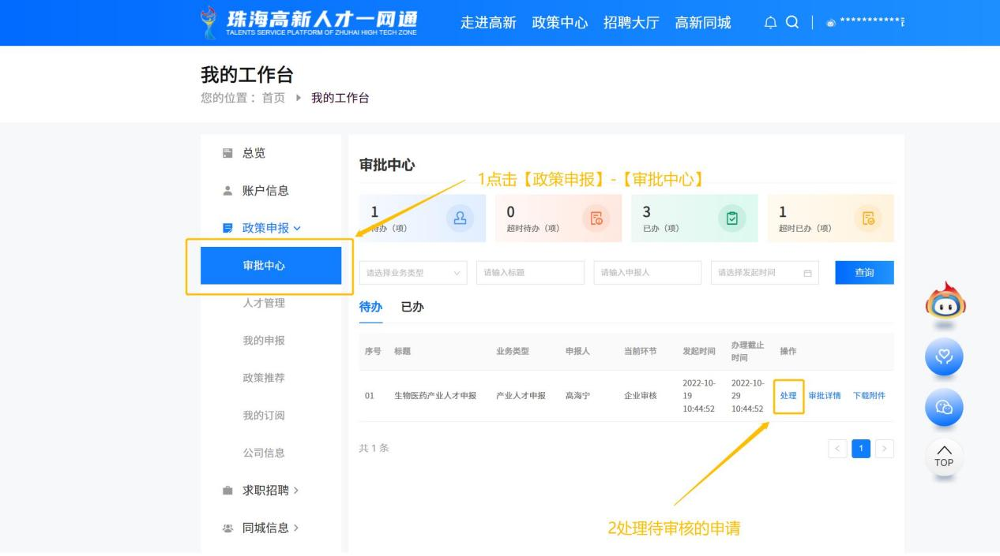 珠海高新人才一网通
TALENTS SERVICE PLATFORM OF ZHUHAI HIGH TECH ZONE
走进高新 政策中心 招聘大厅 高新同城
***********
我的工作台
您的位置： 首页 我的工作台
总览
账户信息
政策申报
审批中心
人才管理
我的申报
政策推荐
我的订阅
公司信息
求职招聘
同城信息
审批中心
1点击【政策申报】-【审批中心】
1
待办（项）
0
超时待办（项）
3
已办（项）
1
超时已办（项）
请选择业务类型 请输入标题 请输入申报人 请选择发起时间 查询
待办 已办
序号 标题 业务类型 申报人 当前环节 发起时间 办理截止时间 操作
01 生物医药产业人才申报 产业人才申报 高海宁 企业审核 2022-10-19 10:44:52 2022-10-29 10:44:52 处理 审批详情 下载附件
共 1 条
< 1 >
2处理待审核的申请
TOP